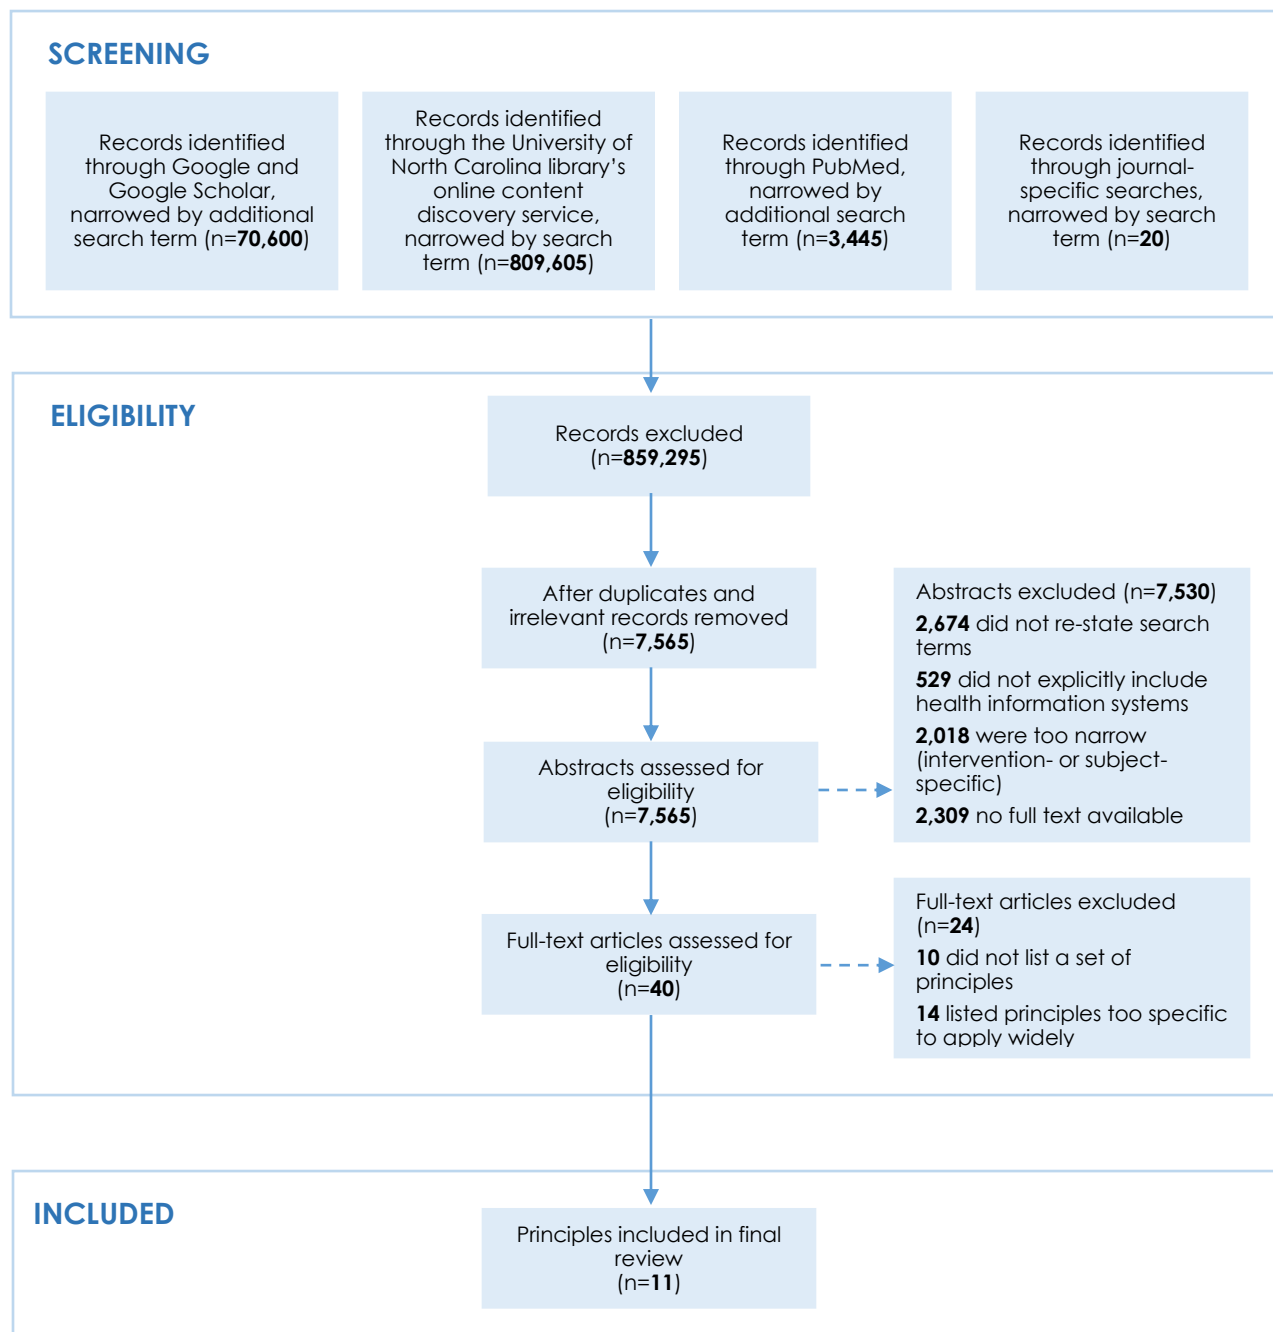 SCREENING
Records identified
through Google and
Google Scholar,
narrowed by additional
search term (n=70,600)
Records identified
through the University of
North Carolina library’s
online content
discovery service,
narrowed by search
term (n=809,605)
Records identified
through PubMed,
narrowed by
additional search
term (n=3,445)
Records identified
through journal-
specific searches,
narrowed by search
term (n=20)
ELIGIBILITY
Records excluded
(n=859,295)
After duplicates and
irrelevant records removed
(n=7,565)
Abstracts assessed for
eligibility
(n=7,565)
Abstracts excluded (n=7,530)
2,674 did not re-state search
terms
529 did not explicitly include
health information systems
2,018 were too narrow
(intervention- or subject-
specific)
2,309 no full text available
Full-text articles assessed for
eligibility
(n=40)
Full-text articles excluded
(n=24)
10 did not list a set of
principles
14 listed principles too specific
to apply widely
INCLUDED
Principles included in final
review
(n=11)